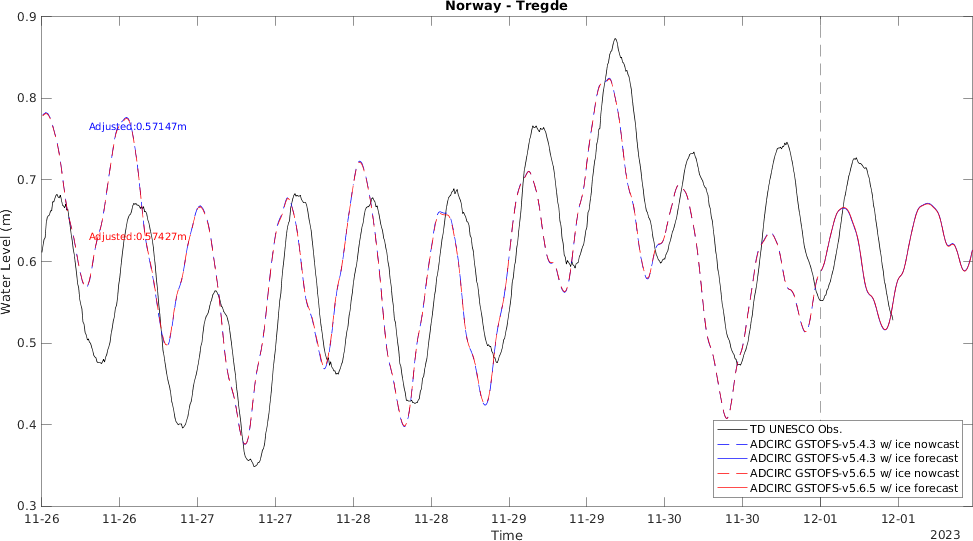 Norway - Tregde
0.9
0.8
0.7
0.6
0.5
0.4
0.3
Water Level (m)
Adjusted:0.57147m
Adjusted:0.57427m
TD UNESCO Obs.
ADCIRC GSTOFS-v5.4.3 w/ ice nowcast
ADCIRC GSTOFS-v5.4.3 w/ ice forecast
ADCIRC GSTOFS-v5.6.5 w/ ice nowcast
ADCIRC GSTOFS-v5.6.5 w/ ice forecast
11-26 11-26 11-27 11-27 11-28 11-28 11-29 11-29 11-30 11-30 12-01 12-01
Time
2023